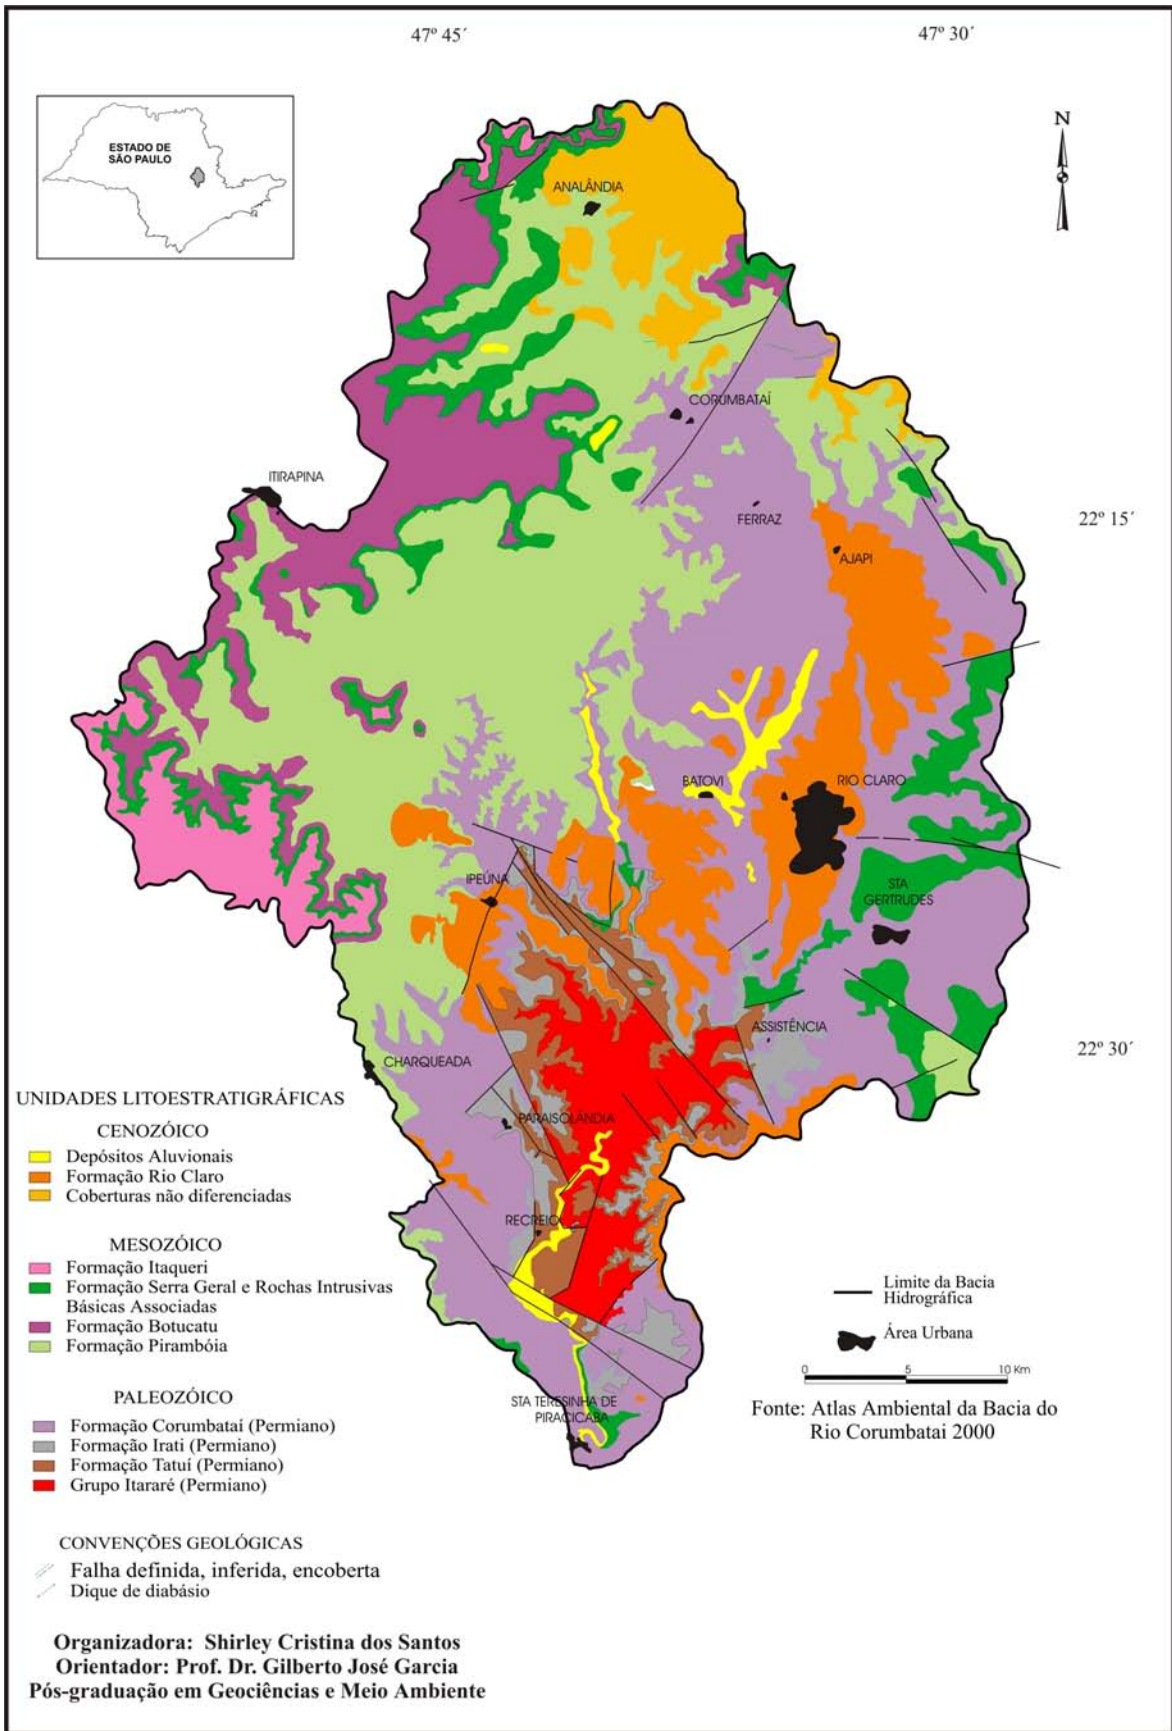 47º 45´
47º 30´
ESTADO DE
SÃO PAULO
N
ANALÂNDIA
CORUMBATAÍ
ITIRAPINA
FERRAZ
22º 15´
AJAPI
BATOVI
RIO CLARO
IPEÚNA
STA
GERTRUDES
ASSISTÊNCIA
22º 30´
CHARQUEADA
PARAISOLÂNDIA
RECREIO
STA TERESINHA DE
PIRACICABA
UNIDADES LITOESTRATIGRÁFICAS
CENOZÓICO
Depósitos Aluvionais
Formação Rio Claro
Coberturas não diferenciadas
MESOZÓICO
Formação Itaqueri
Formação Serra Geral e Rochas Intrusivas
Básicas Associadas
Formação Botucatu
Formação Pirambóia
PALEOZÓICO
Formação Corumbataí (Permiano)
Formação Irati (Permiano)
Formação Tatuí (Permiano)
Grupo Itararé (Permiano)
CONVENÇÕES GEOLÓGICAS
Falha definida, inferida, encoberta
Dique de diabásio
Limite da Bacia
Hidrográfica
Área Urbana
0 5 10 Km
Fonte: Atlas Ambiental da Bacia do
Rio Corumbatai 2000
Organizadora: Shirley Cristina dos Santos
Orientador: Prof. Dr. Gilberto José Garcia
Pós-graduação em Geociências e Meio Ambiente